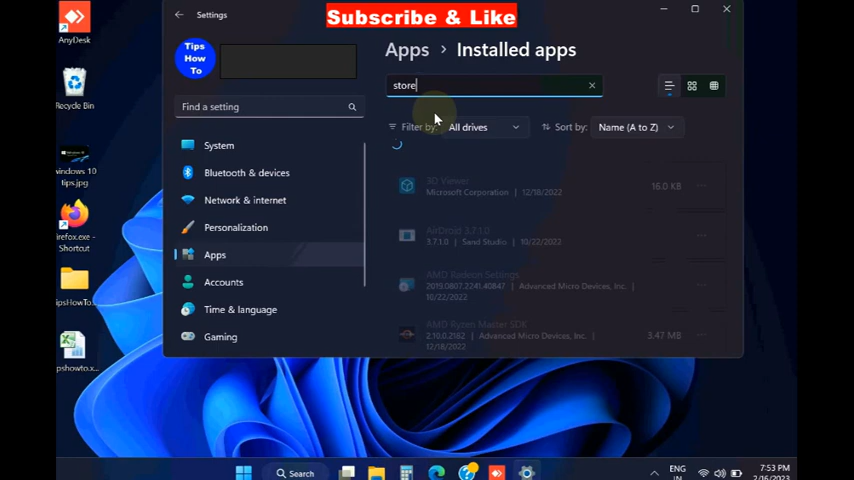 Subscribe & Like
AnyDesk
Recycle Bin
windows 10
tips.jpg
irefox.exe -
Shortcut
ipsHowTo...
pshowto.x...
Settings
Tips
How
To
Find a setting
System
Bluetooth & devices
Network & internet
Personalization
Apps
Accounts
Time & language
Gaming
Apps > Installed apps
store
Filter by: All drives
Sort by: Name (A to Z)
3D Viewer
Microsoft Corporation | 12/18/2022
16.0 KB
AirDroid 3.7.1.0
3.7.1.0 | Sand Studio | 10/22/2022
AMD Radeon Settings
2019.0807.2241.40847 | Advanced Micro Devices, Inc. |
10/22/2022
AMD Ryzen Master SDK
2.10.0.2182 | Advanced Micro Devices, Inc. |
12/18/2022
3.47 MB
Search
ENG
IN
7:53 PM
2/16/2023